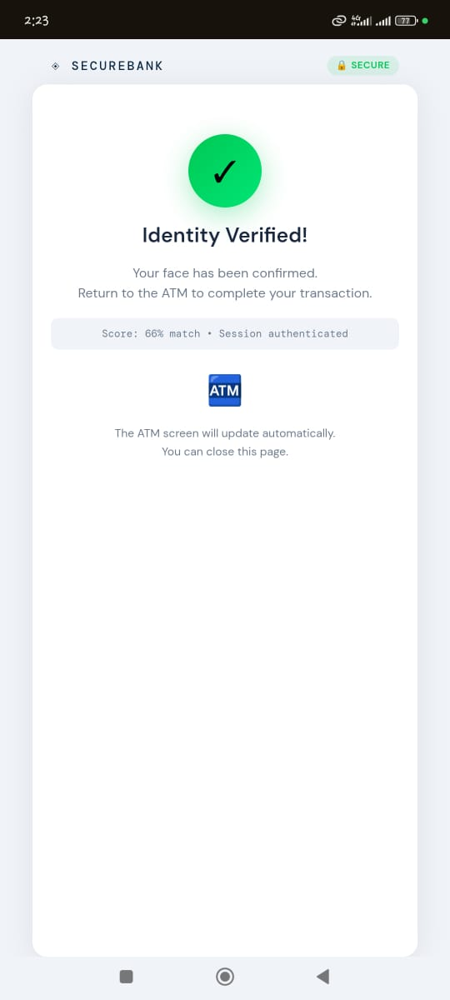 2:23
4G
77
SECUREBANK
🔒 SECURE
✓
Identity Verified!
Your face has been confirmed.
Return to the ATM to complete your transaction.
Score: 66% match • Session authenticated
ATM
The ATM screen will update automatically.
You can close this page.